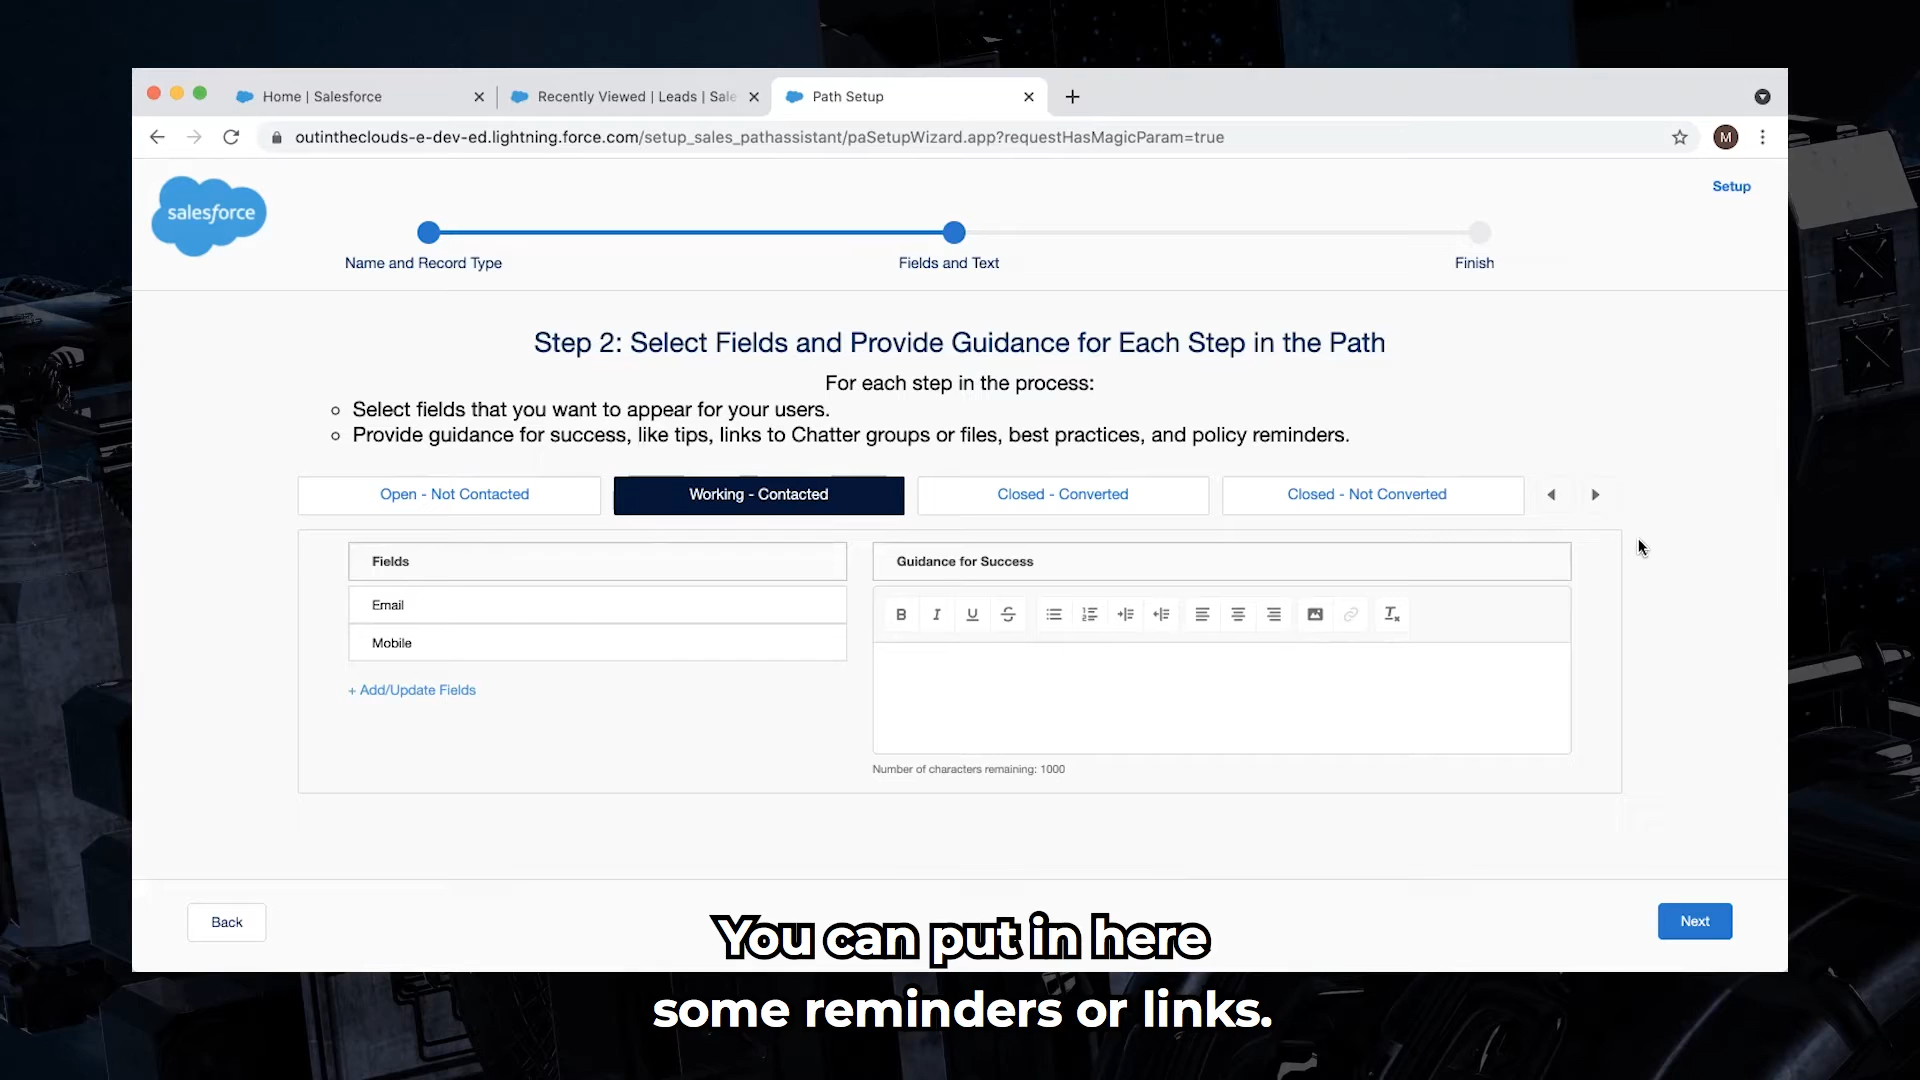 Home | Salesforce
Recently Viewed | Leads | Sale
Path Setup
outintheclouds-e-dev-ed.lightning.force.com/setup_sales_pathassistant/paSetupWizard.app?requestHasMagicParam=true
M
salesforce
Setup
Name and Record Type
Fields and Text
Finish
Step 2: Select Fields and Provide Guidance for Each Step in the Path
For each step in the process:
Select fields that you want to appear for your users.
Provide guidance for success, like tips, links to Chatter groups or files, best practices, and policy reminders.
Open - Not Contacted
Working - Contacted
Closed - Converted
Closed - Not Converted
Fields
Guidance for Success
Email
B I U S
Mobile
+ Add/Update Fields
Number of characters remaining: 1000
Back
Next
You can put in here
some reminders or links.